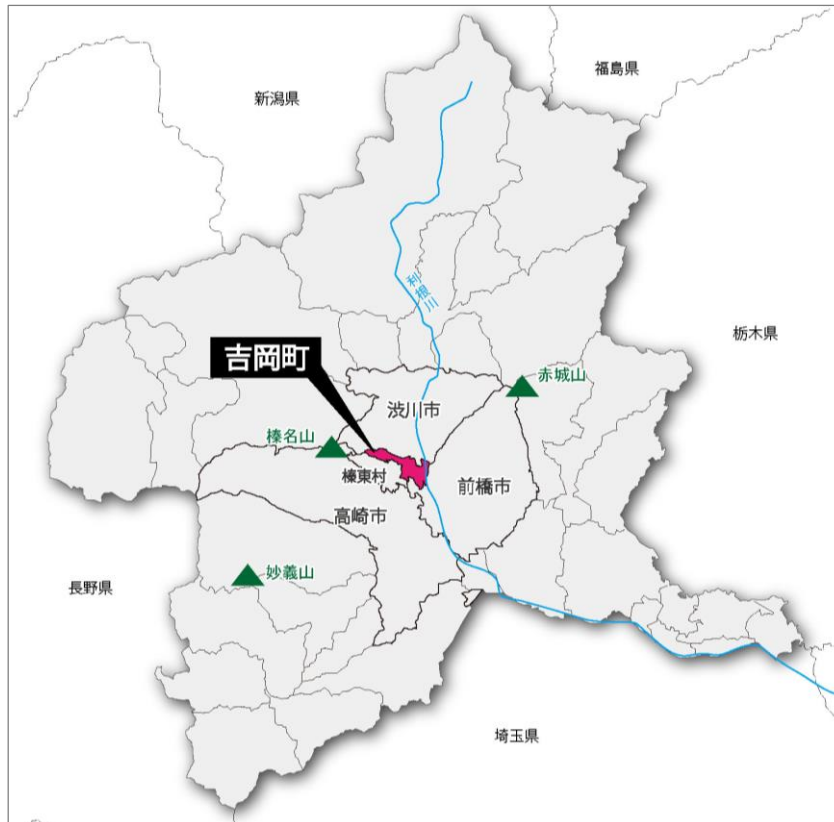 福島県
新潟県
利根川
栃木県
吉岡町
赤城山
渋川市
榛名山
榛東村
前橋市
高崎市
妙義山
長野県
埼玉県